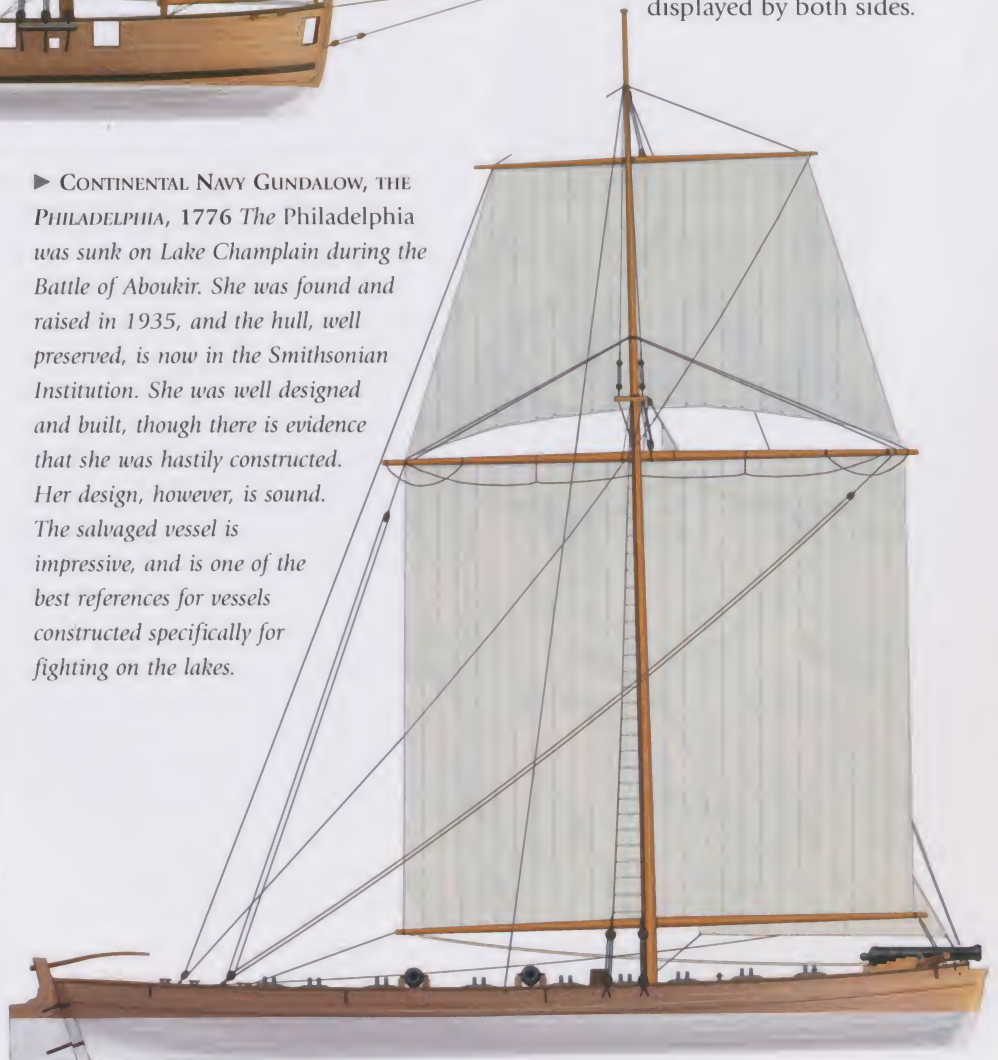 displayed by both sides.
▶ CONTINENTAL NAVY GUNDALOW, THE
PHILADELPHIA, 1776 The Philadelphia
was sunk on Lake Champlain during the
Battle of Aboukir. She was found and
raised in 1935, and the hull, well
preserved, is now in the Smithsonian
Institution. She was well designed
and built, though there is evidence
that she was hastily constructed.
Her design, however, is sound.
The salvaged vessel is
impressive, and is one of the
best references for vessels
constructed specifically for
fighting on the lakes.